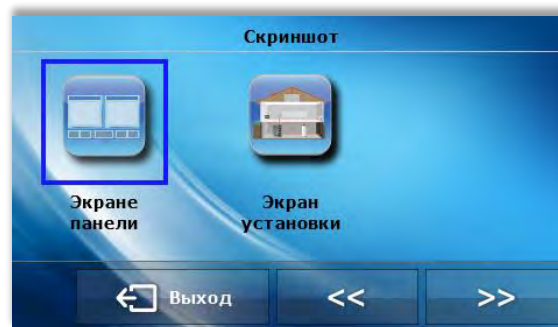 Скриншот
Экране
панели
Экран
установки
Выход
<<
>>